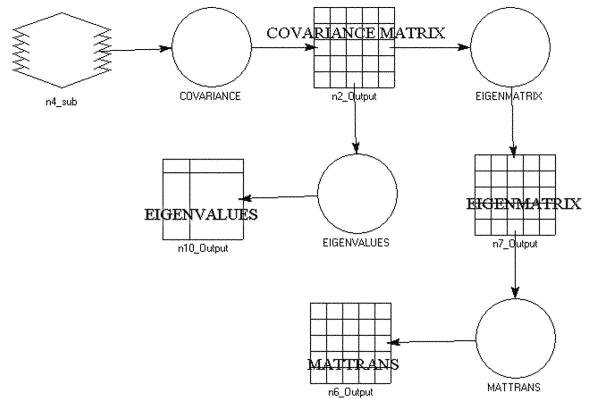 COVARIANCE MATRIX
n4_sub
COVARIANCE
n2_Output
EIGENMATRIX
EIGENVALUES
n10_Output
EIGENVALUES
EIGENMATRIX
n7_Output
MATTRANS
n6_Output
MATTRANS